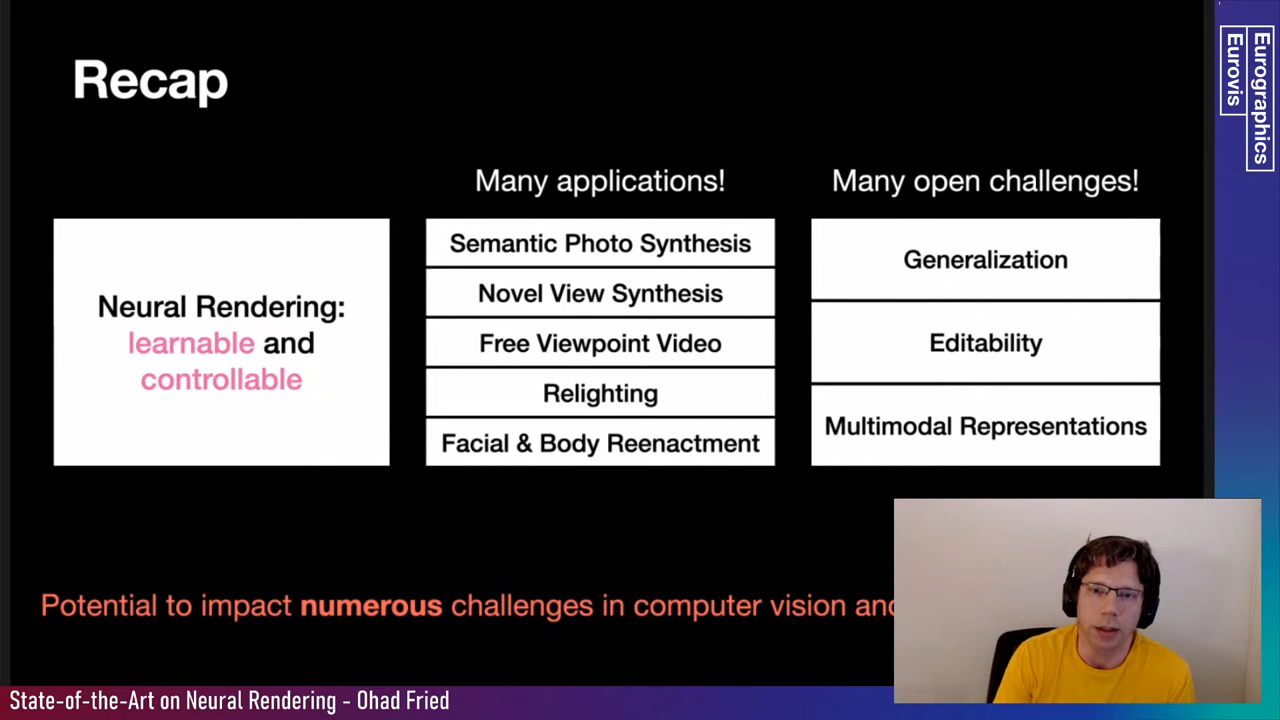 Recap
Many applications!
Many open challenges!
Neural Rendering:
learnable and
controllable
Semantic Photo Synthesis
Novel View Synthesis
Free Viewpoint Video
Relighting
Facial & Body Reenactment
Generalization
Editability
Multimodal Representations
Potential to impact numerous challenges in computer vision and
State-of-the-Art on Neural Rendering - Ohad Fried
Eurographics
Eurovis